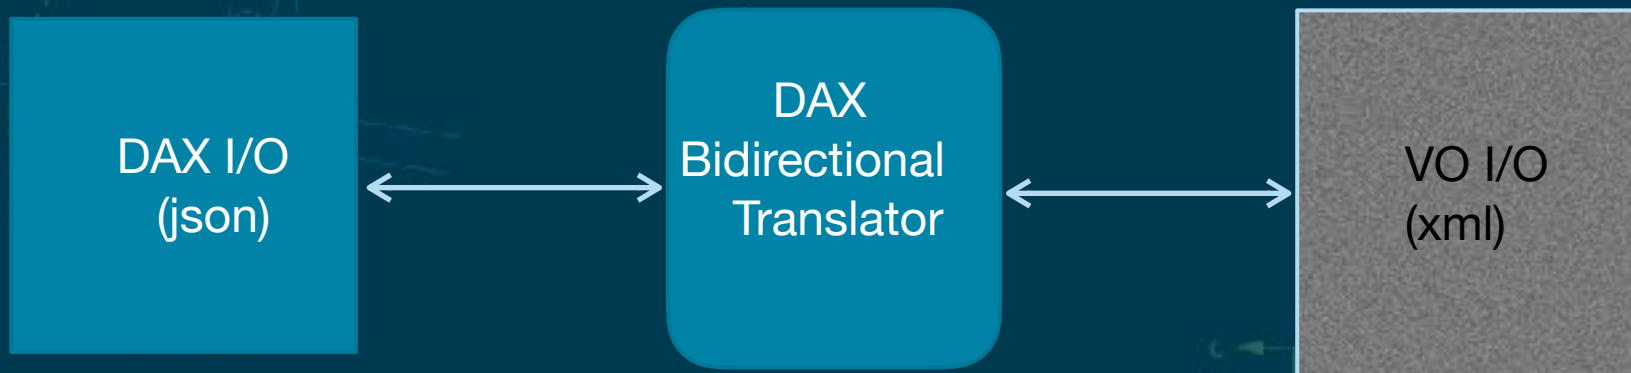 DAX I/O
(json)
DAX
Bidirectional
Translator
VO I/O
(xml)